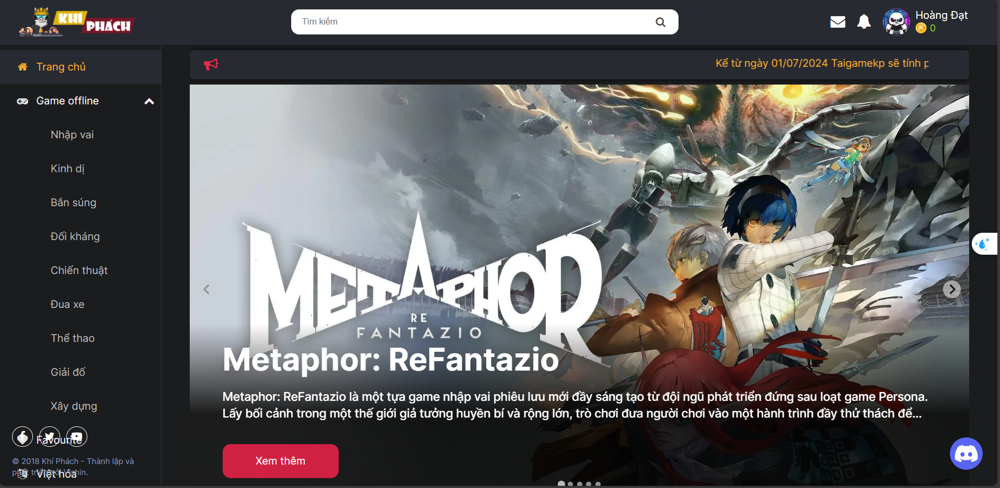 KHÍ
PHÁCH
Tìm kiếm
Hoàng Đạt
0
Trang chủ
Kể từ ngày 01/07/2024 Taigamekp sẽ tính p
Game offline
Nhập vai
Kinh dị
Bắn súng
Đối kháng
Chiến thuật
Đua xe
Thể thao
Giải đố
Xây dựng
Favourite
© 2018 Khí Phách - Thành lập và
phát triển bởi Vishin.
Việt hóa
METAPHOR
RE
FANTAZIO
Metaphor: ReFantazio
Metaphor: ReFantazio là một tựa game nhập vai phiêu lưu mới đầy sáng tạo từ đội ngũ phát triển đứng sau loạt game Persona.
Lấy bối cảnh trong một thế giới giả tưởng huyền bí và rộng lớn, trò chơi đưa người chơi vào một hành trình đầy thử thách để...
Xem thêm